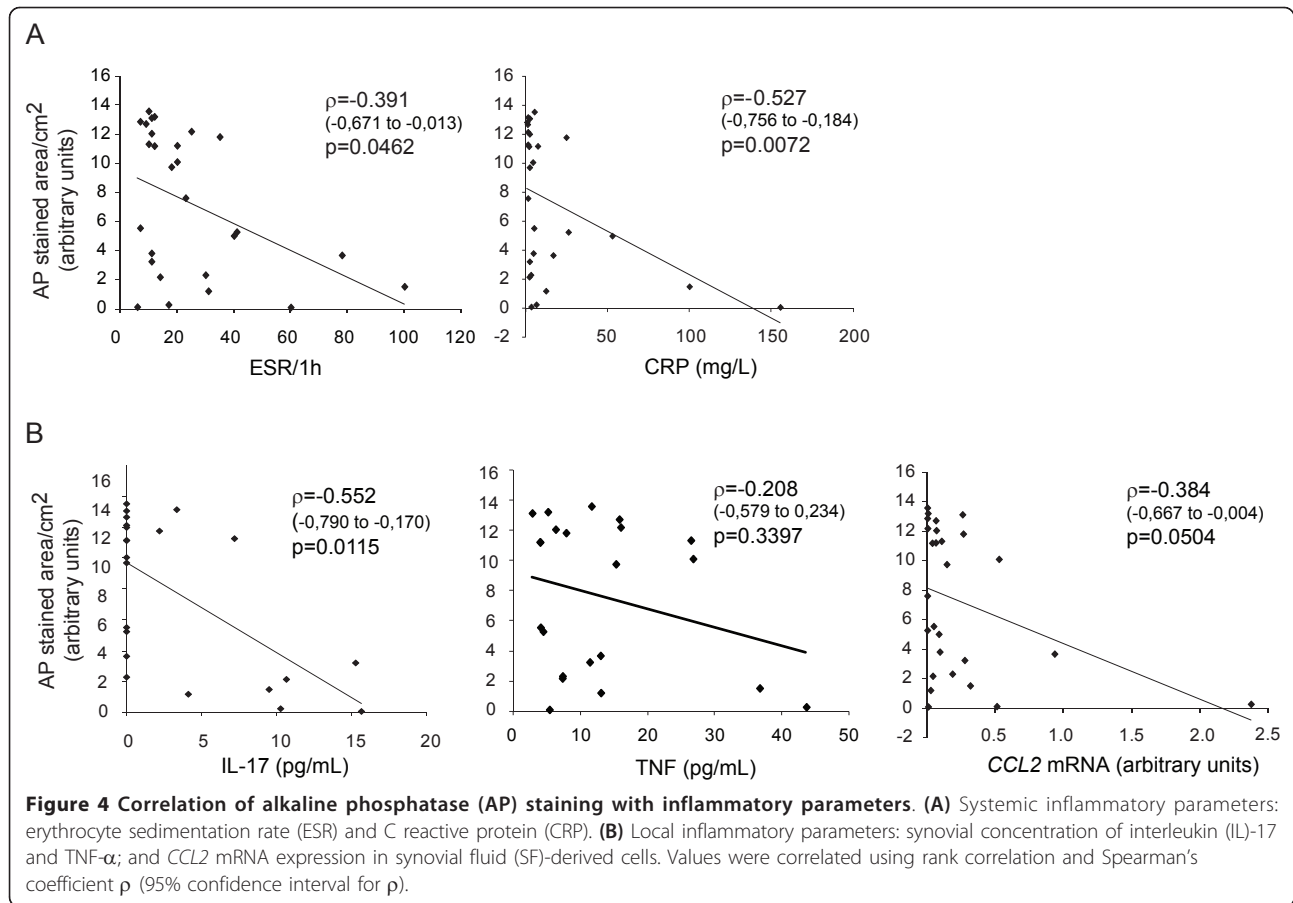 A
AP stained area/cm2
(arbitrary units)
16
14
12
10
8
6
4
2
0
0 20 40 60 80 100 120
ESR/1h
ρ=-0.391
(-0,671 to -0,013)
p=0.0462
16
14
12
10
8
6
4
2
0
-2
0 50 100 150 200
CRP (mg/L)
ρ=-0.527
(-0,756 to -0,184)
p=0.0072
B
AP stained area/cm2
(arbitrary units)
16
14
12
10
8
6
4
2
0
0 5 10 15 20
IL-17 (pg/mL)
ρ=-0.552
(-0,790 to -0,170)
p=0.0115
16
14
12
10
8
6
4
2
0
0 10 20 30 40 50
TNF (pg/mL)
ρ=-0.208
(-0,579 to 0,234)
p=0.3397
16
14
12
10
8
6
4
2
0
-2
0 0.5 1.0 1.5 2.0 2.5
CCL2 mRNA (arbitrary units)
ρ=-0.384
(-0,667 to -0,004)
p=0.0504
Figure 4 Correlation of alkaline phosphatase (AP) staining with inflammatory parameters. (A) Systemic inflammatory parameters:
erythrocyte sedimentation rate (ESR) and C reactive protein (CRP). (B) Local inflammatory parameters: synovial concentration of interleukin (IL)-17
and TNF-α; and CCL2 mRNA expression in synovial fluid (SF)-derived cells. Values were correlated using rank correlation and Spearman's
coefficient ρ (95% confidence interval for ρ).